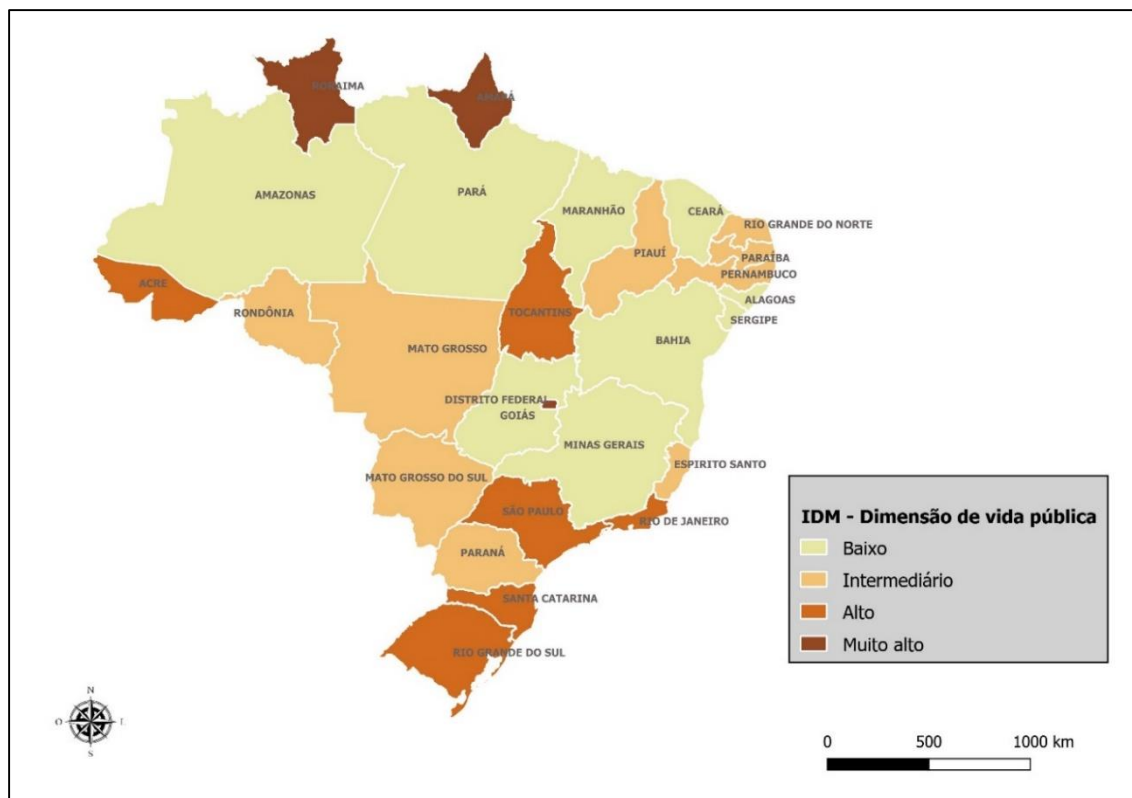 RORAIMA
AMAPÁ
AMAZONAS
PARÁ
MARANHÃO
CEARÁ
RIO GRANDE DO NORTE
PIAUÍ
PARAÍBA
PERNAMBUCO
ACRE
ALAGOAS
RONDÔNIA
TOCANTINS
SERGIPE
BAHIA
MATO GROSSO
DISTRITO FEDERAL
GOIÁS
MINAS GERAIS
ESPIRITO SANTO
MATO GROSSO DO SUL
SÃO PAULO
RIO DE JANEIRO
PARANÁ
SANTA CATARINA
RIO GRANDE DO SUL
IDM - Dimensão de vida pública
Baixo
Intermediário
Alto
Muito alto
N
O L
S
0 500 1000 km